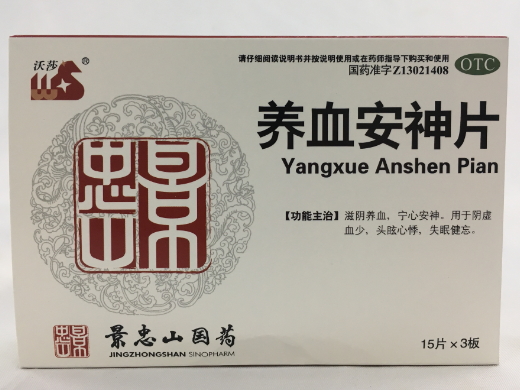 沃莎®
请仔细阅读说明书并按说明使用或在药师指导下购买和使用
国药准字Z13021408
OTC
养血安神片
Yangxue Anshen Pian
【功能主治】滋阴养血，宁心安神。用于阴虚
血少，头眩心悸，失眠健忘。
景忠山
景忠山国药
JINGZHONGSHAN SINOPHARM
15片×3板